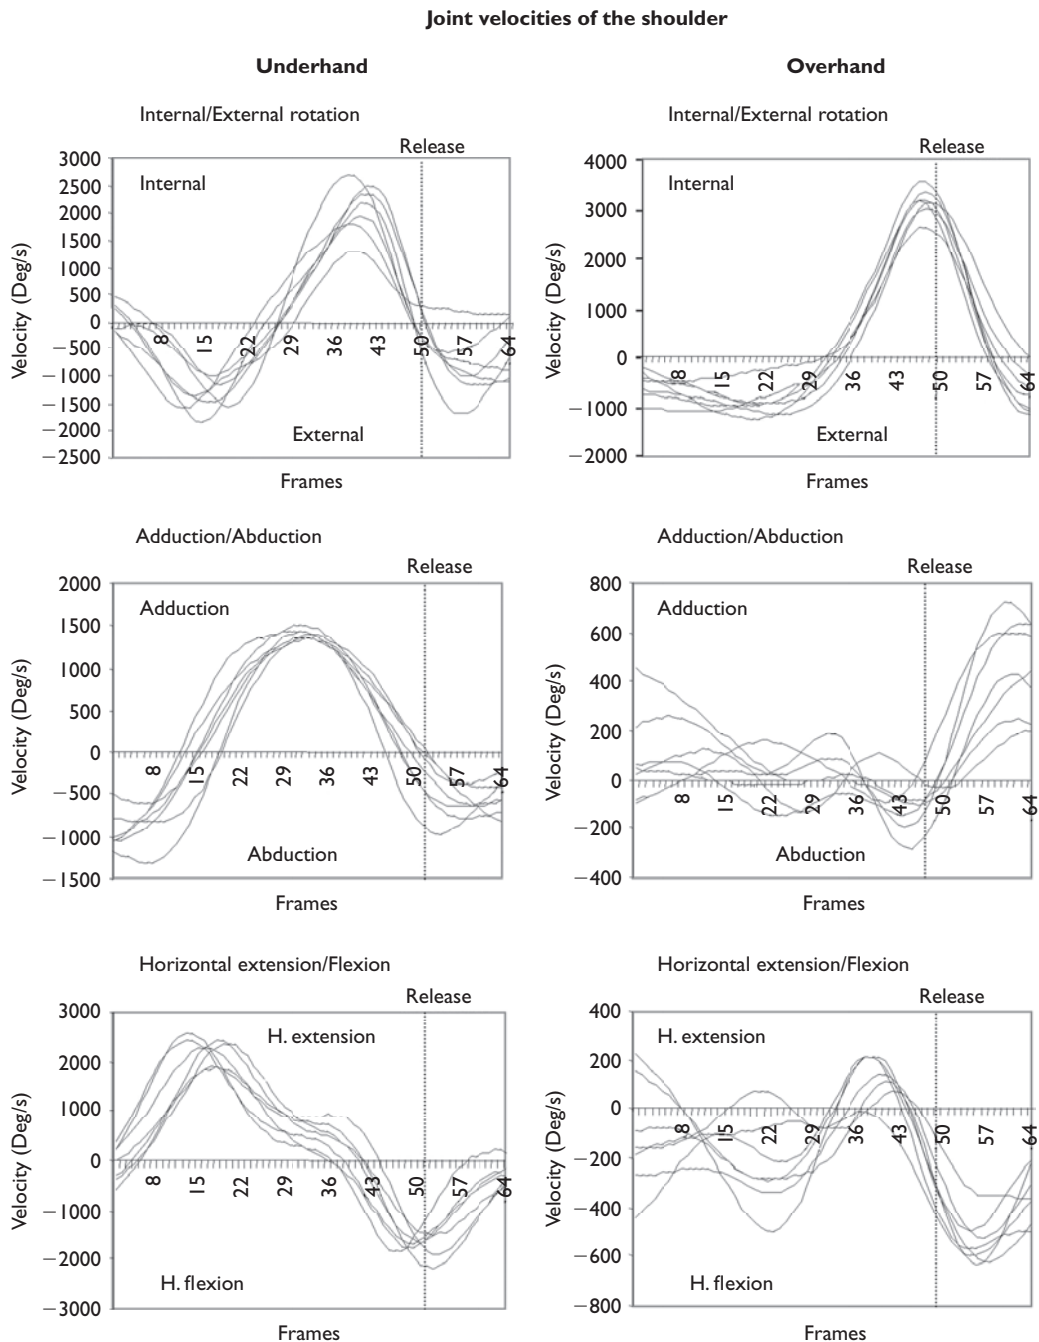 Joint velocities of the shoulder
Underhand
Overhand
Internal/External rotation
Release
3000
2500
2000
1500
1000
500
0
−500
−1000
−1500
−2000
−2500
Velocity (Deg/s)
Internal
8 15 22 29 36 43 50 57 64
External
Frames
Internal/External rotation
Release
4000
3000
2000
1000
0
−1000
−2000
Velocity (Deg/s)
Internal
8 15 22 29 36 43 50 57 64
External
Frames
Adduction/Abduction
Release
2000
1500
1000
500
0
−500
−1000
−1500
Velocity (Deg/s)
Adduction
8 15 22 29 36 43 50 57 64
Abduction
Frames
Adduction/Abduction
Release
800
600
400
200
0
−200
−400
Velocity (Deg/s)
Adduction
8 15 22 29 36 43 50 57 64
Abduction
Frames
Horizontal extension/Flexion
Release
3000
2000
1000
0
−1000
−2000
−3000
Velocity (Deg/s)
H. extension
8 15 22 29 36 43 50 57 64
H. flexion
Frames
Horizontal extension/Flexion
Release
400
200
0
−200
−400
−600
−800
Velocity (Deg/s)
H. extension
8 15 22 29 36 43 50 57 64
H. flexion
Frames